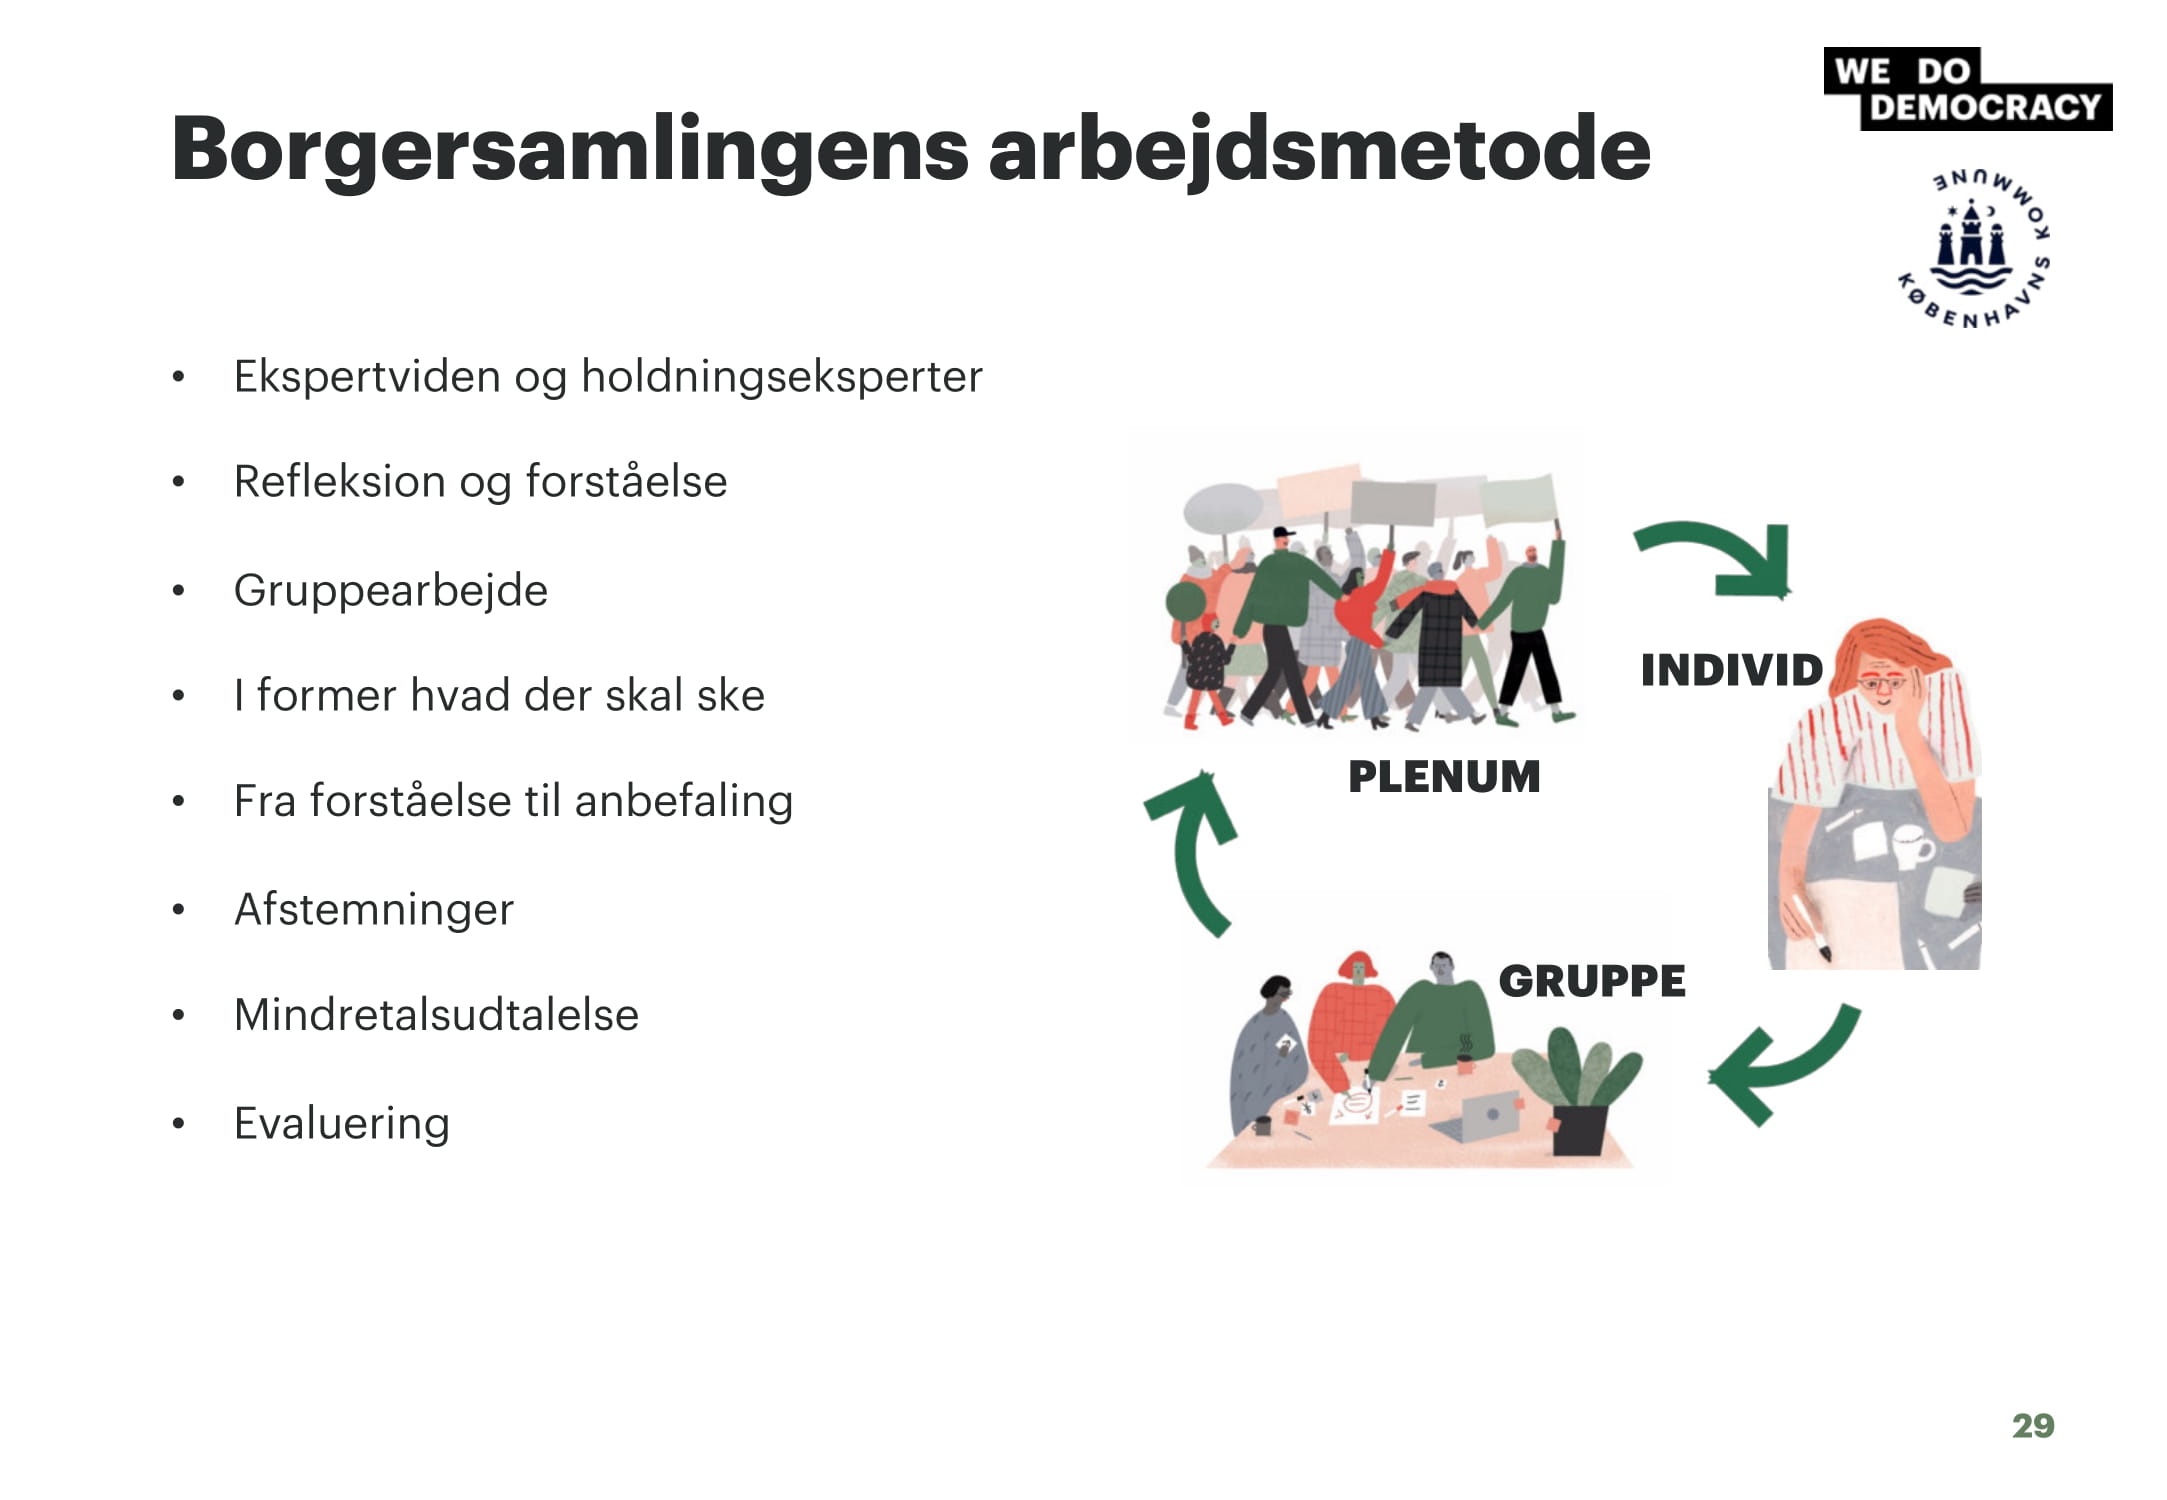 WE DO
DEMOCRACY
Borgersamlingens arbejdsmetode
KØBENHAVNS KOMMUNE
• Ekspertviden og holdningseksperter
• Refleksion og forståelse
• Gruppearbejde
• I former hvad der skal ske
• Fra forståelse til anbefaling
• Afstemninger
• Mindretalsudtalelse
• Evaluering
INDIVID
PLENUM
GRUPPE
29